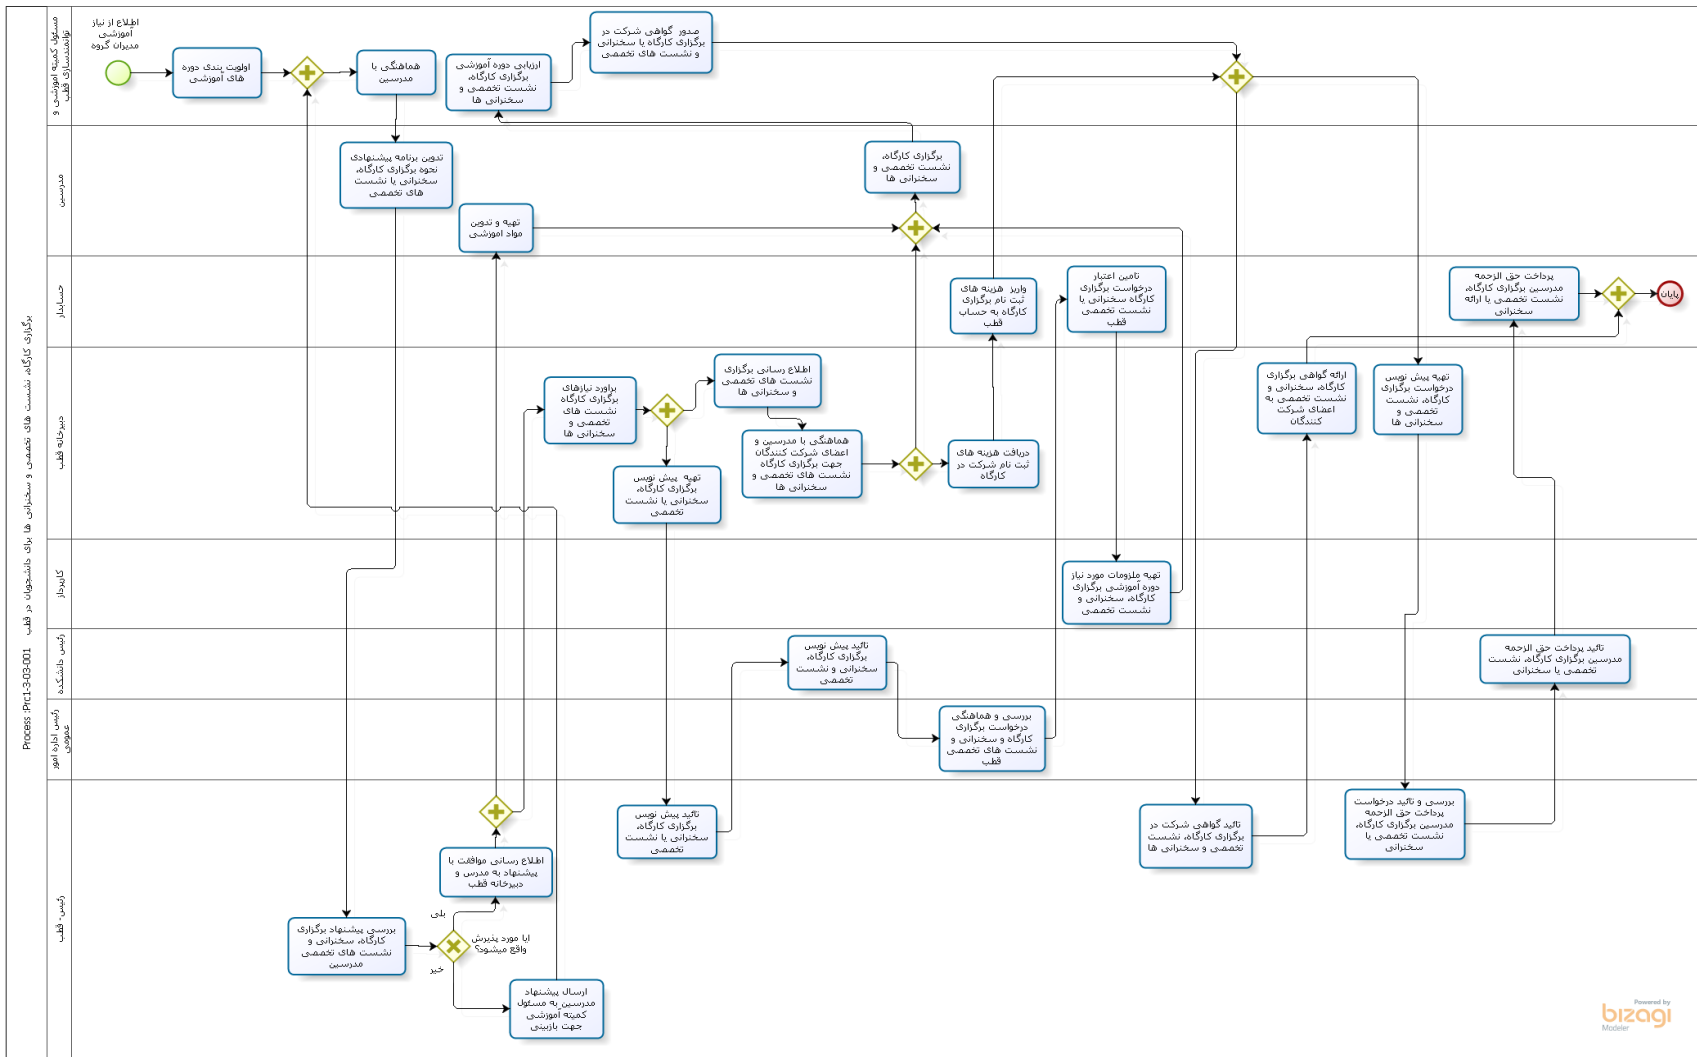 برگزاری کارگاه، نشست های تخصصی و سخنرانی ها برای دانشجویان در قطب
Process :Prc1-3-03-001
مسئول کمیته آموزشی و
توانمندسازی قطب
اطلاع از نیاز
آموزشی
مدیران گروه
اولویت بندی دوره
های آموزشی
هماهنگی با
مدرسین
ارزیابی دوره آموزشی
برگزاری کارگاه،
نشست تخصصی و
سخنرانی ها
صدور گواهی شرکت در
برگزاری کارگاه یا سخنرانی
و نشست های تخصصی
مدرسین
تدوین برنامه پیشنهادی
نحوه برگزاری کارگاه،
سخنرانی یا نشست
های تخصصی
تهیه و تدوین
مواد آموزشی
برگزاری کارگاه،
نشست تخصصی و
سخنرانی ها
حسابدار
واریز هزینه های
ثبت نام برگزاری
کارگاه به حساب
قطب
تامین اعتبار
درخواست برگزاری
کارگاه سخنرانی یا
نشست تخصصی
قطب
پرداخت حق الزحمه
مدرسین برگزاری کارگاه،
نشست تخصصی یا ارائه
سخنرانی
پایان
دبیرخانه قطب
براورد نیازهای
برگزاری کارگاه
نشست های
تخصصی و
سخنرانی ها
اطلاع رسانی برگزاری
نشست های تخصصی
و سخنرانی ها
تهیه پیش نویس
برگزاری کارگاه،
سخنرانی یا نشست
تخصصی
هماهنگی با مدرسین و
اعضای شرکت کنندگان
جهت برگزاری کارگاه
نشست های تخصصی و
سخنرانی ها
دریافت هزینه های
ثبت نام شرکت در
کارگاه
ارائه گواهی برگزاری
کارگاه، سخنرانی و
نشست تخصصی به
اعضای شرکت
کنندگان
تهیه پیش نویس
درخواست برگزاری
کارگاه، نشست
تخصصی و
سخنرانی ها
کارپرداز
تهیه ملزومات مورد نیاز
دوره آموزشی برگزاری
کارگاه، سخنرانی و
نشست تخصصی
رئیس دانشکده
تائید پیش نویس
برگزاری کارگاه،
سخنرانی و نشست
تخصصی
تائید پرداخت حق الزحمه
مدرسین برگزاری کارگاه، نشست
تخصصی یا سخنرانی
رئیس اداره امور
عمومی
بررسی و هماهنگی
درخواست برگزاری
کارگاه و سخنرانی و
نشست های تخصصی
قطب
رئیس- قطب
تائید پیش نویس
برگزاری کارگاه،
سخنرانی یا نشست
تخصصی
تائید گواهی شرکت در
برگزاری کارگاه، نشست
تخصصی و سخنرانی ها
بررسی و تائید درخواست
پرداخت حق الزحمه
مدرسین برگزاری کارگاه،
نشست تخصصی یا
سخنرانی
اطلاع رسانی موافقت با
پیشنهاد به مدرس و
دبیرخانه قطب
بلی
بررسی پیشنهاد برگزاری
کارگاه، سخنرانی و
نشست های تخصصی
مدرسین
ایا مورد پذیرش
واقع میشود؟
خیر
ارسال پیشنهاد
مدرسین به مسئول
کمیته آموزشی
جهت بازبینی
Powered by
bizagi
Modeler